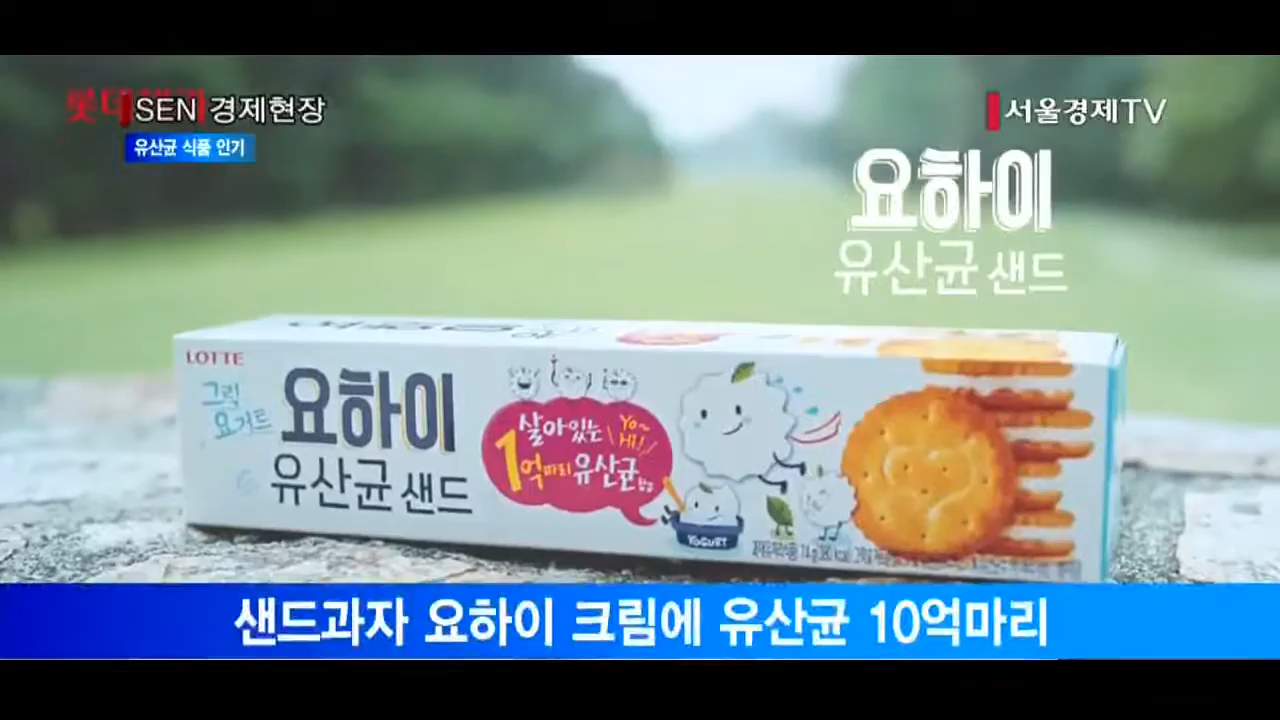 SEN 경제현장
서울경제TV
유산균 식품 인기
요하이
유산균 샌드
LOTTE
그릭
요거트
요하이
유산균 샌드
살아있는
1억마리 유산균
Yo~
Hi!
YOGURT
샌드과자 요하이 크림에 유산균 10억마리